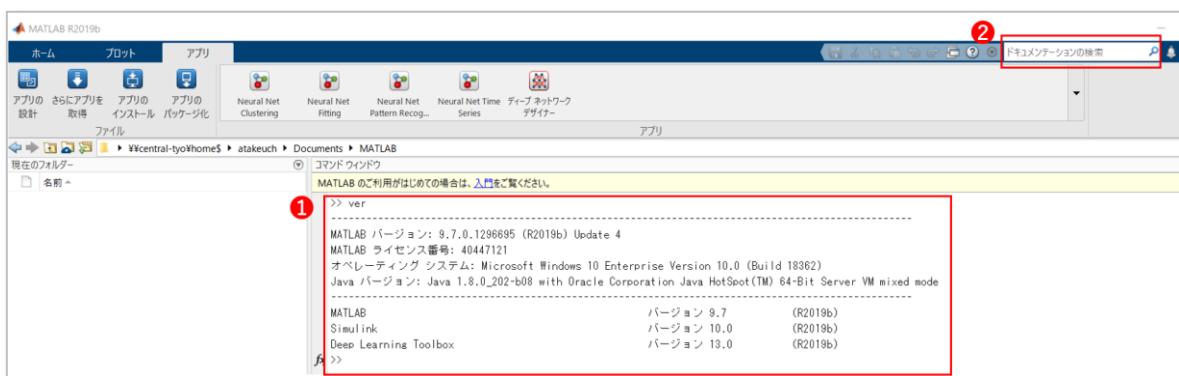 MATLAB R2019b
❷
ホーム プロット アプリ
ドキュメンテーションの検索
アプリの設計
さらにアプリを取得
アプリのインストール
アプリのパッケージ化
Neural Net Clustering
Neural Net Fitting
Neural Net Pattern Recog...
Neural Net Time Series
ディープ ネットワーク デザイナー
ファイル アプリ
¥¥central-tyo¥home$ ▸ atakeuch ▸ Documents ▸ MATLAB
現在のフォルダー
コマンド ウィンドウ
名前
MATLAB のご利用がはじめての場合は、入門をご覧ください。
❶
>> ver
-----------------------------------------------------------------------------------------------------
MATLAB バージョン: 9.7.0.1296695 (R2019b) Update 4
MATLAB ライセンス番号: 40447121
オペレーティング システム: Microsoft Windows 10 Enterprise Version 10.0 (Build 18362)
Java バージョン: Java 1.8.0_202-b08 with Oracle Corporation Java HotSpot(TM) 64-Bit Server VM mixed mode
-----------------------------------------------------------------------------------------------------
MATLAB バージョン 9.7 (R2019b)
Simulink バージョン 10.0 (R2019b)
Deep Learning Toolbox バージョン 13.0 (R2019b)
fx >>